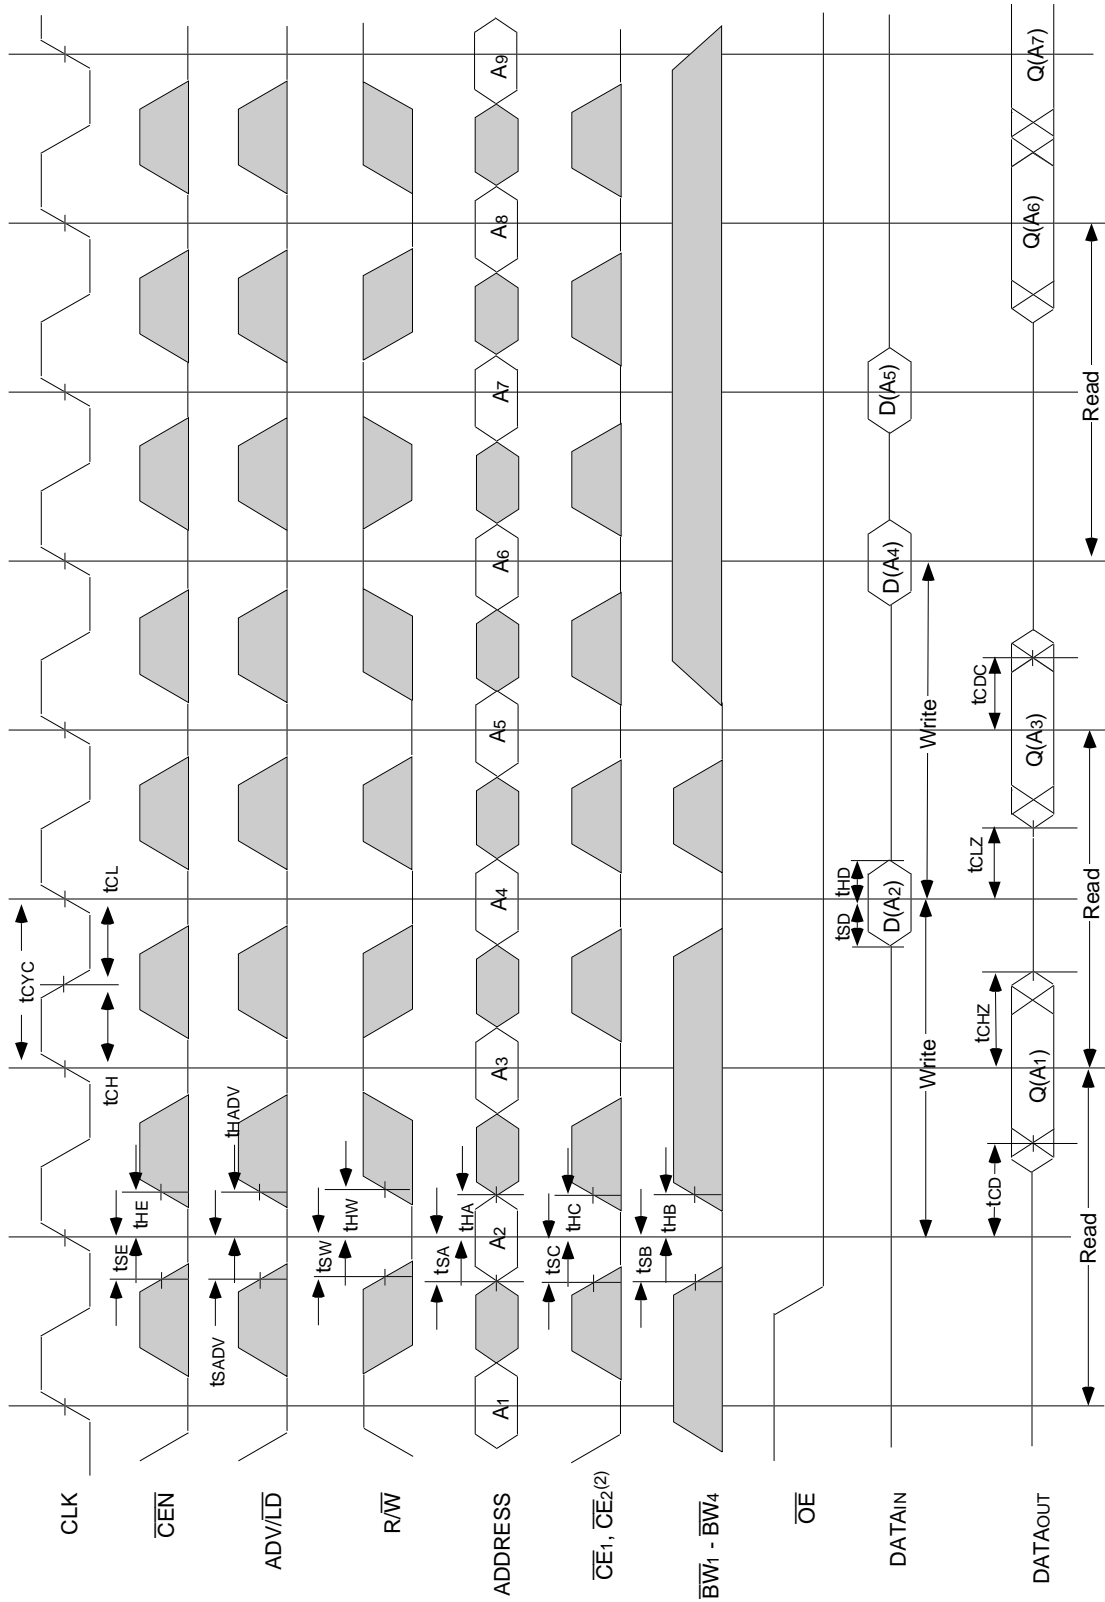 CLK
tCYC
tCH
tCL
CEN
tSE
tHE
ADV/LD
tSADV
tHADV
R/W
tSW
tHW
ADDRESS
A1
A2
A3
A4
A5
A6
A7
A8
A9
tSA
tHA
CE1, CE2(2)
tSC
tHC
BW1 - BW4
tSB
tHB
OE
DATAIN
D(A2)
D(A4)
D(A5)
tSD
tHD
Write
Write
DATAOUT
tCD
tCHZ
tCLZ
tCDC
Q(A1)
Q(A3)
Q(A6)
Q(A7)
Read
Read
Read